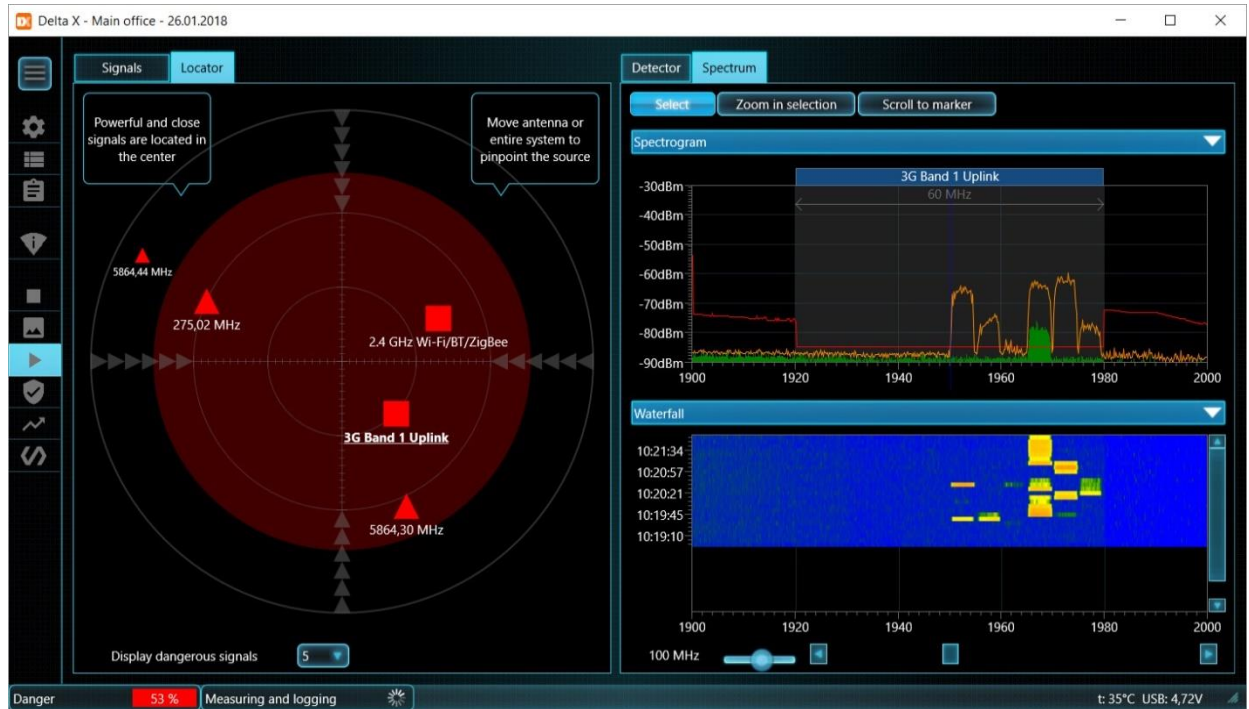 Delta X - Main office - 26.01.2018
Signals
Locator
Powerful and close
signals are located in
the center
Move antenna or
entire system to
pinpoint the source
5864,44 MHz
275,02 MHz
2.4 GHz Wi-Fi/BT/ZigBee
3G Band 1 Uplink
5864,30 MHz
Display dangerous signals
5
Detector
Spectrum
Select
Zoom in selection
Scroll to marker
Spectrogram
3G Band 1 Uplink
60 MHz
-30dBm
-40dBm
-50dBm
-60dBm
-70dBm
-80dBm
-90dBm
1900 1920 1940 1960 1980 2000
Waterfall
10:21:34
10:20:57
10:20:21
10:19:45
10:19:10
1900 1920 1940 1960 1980 2000
100 MHz
Danger
53 %
Measuring and logging
t: 35°C USB: 4,72V